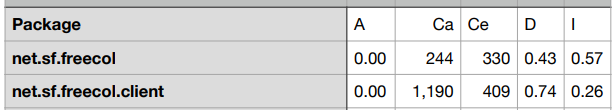 Package A Ca Ce D I
net.sf.freecol 0.00 244 330 0.43 0.57
net.sf.freecol.client 0.00 1,190 409 0.74 0.26